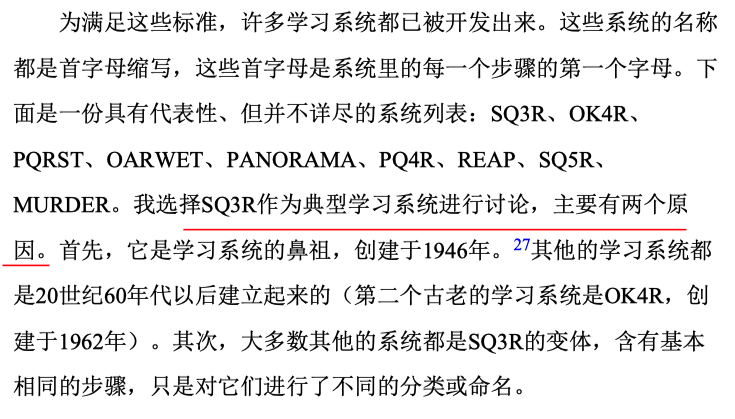 为满足这些标准，许多学习系统都已被开发出来。这些系统的名称
都是首字母缩写，这些首字母是系统里的每一个步骤的第一个字母。下
面是一份具有代表性、但并不详尽的系统列表：SQ3R、OK4R、
PQRST、OARWET、PANORAMA、PQ4R、REAP、SQ5R、
MURDER。我选择SQ3R作为典型学习系统进行讨论，主要有两个原
因。首先，它是学习系统的鼻祖，创建于1946年。27其他的学习系统都
是20世纪60年代以后建立起来的（第二个古老的学习系统是OK4R，创
建于1962年）。其次，大多数其他的系统都是SQ3R的变体，含有基本
相同的步骤，只是对它们进行了不同的分类或命名。